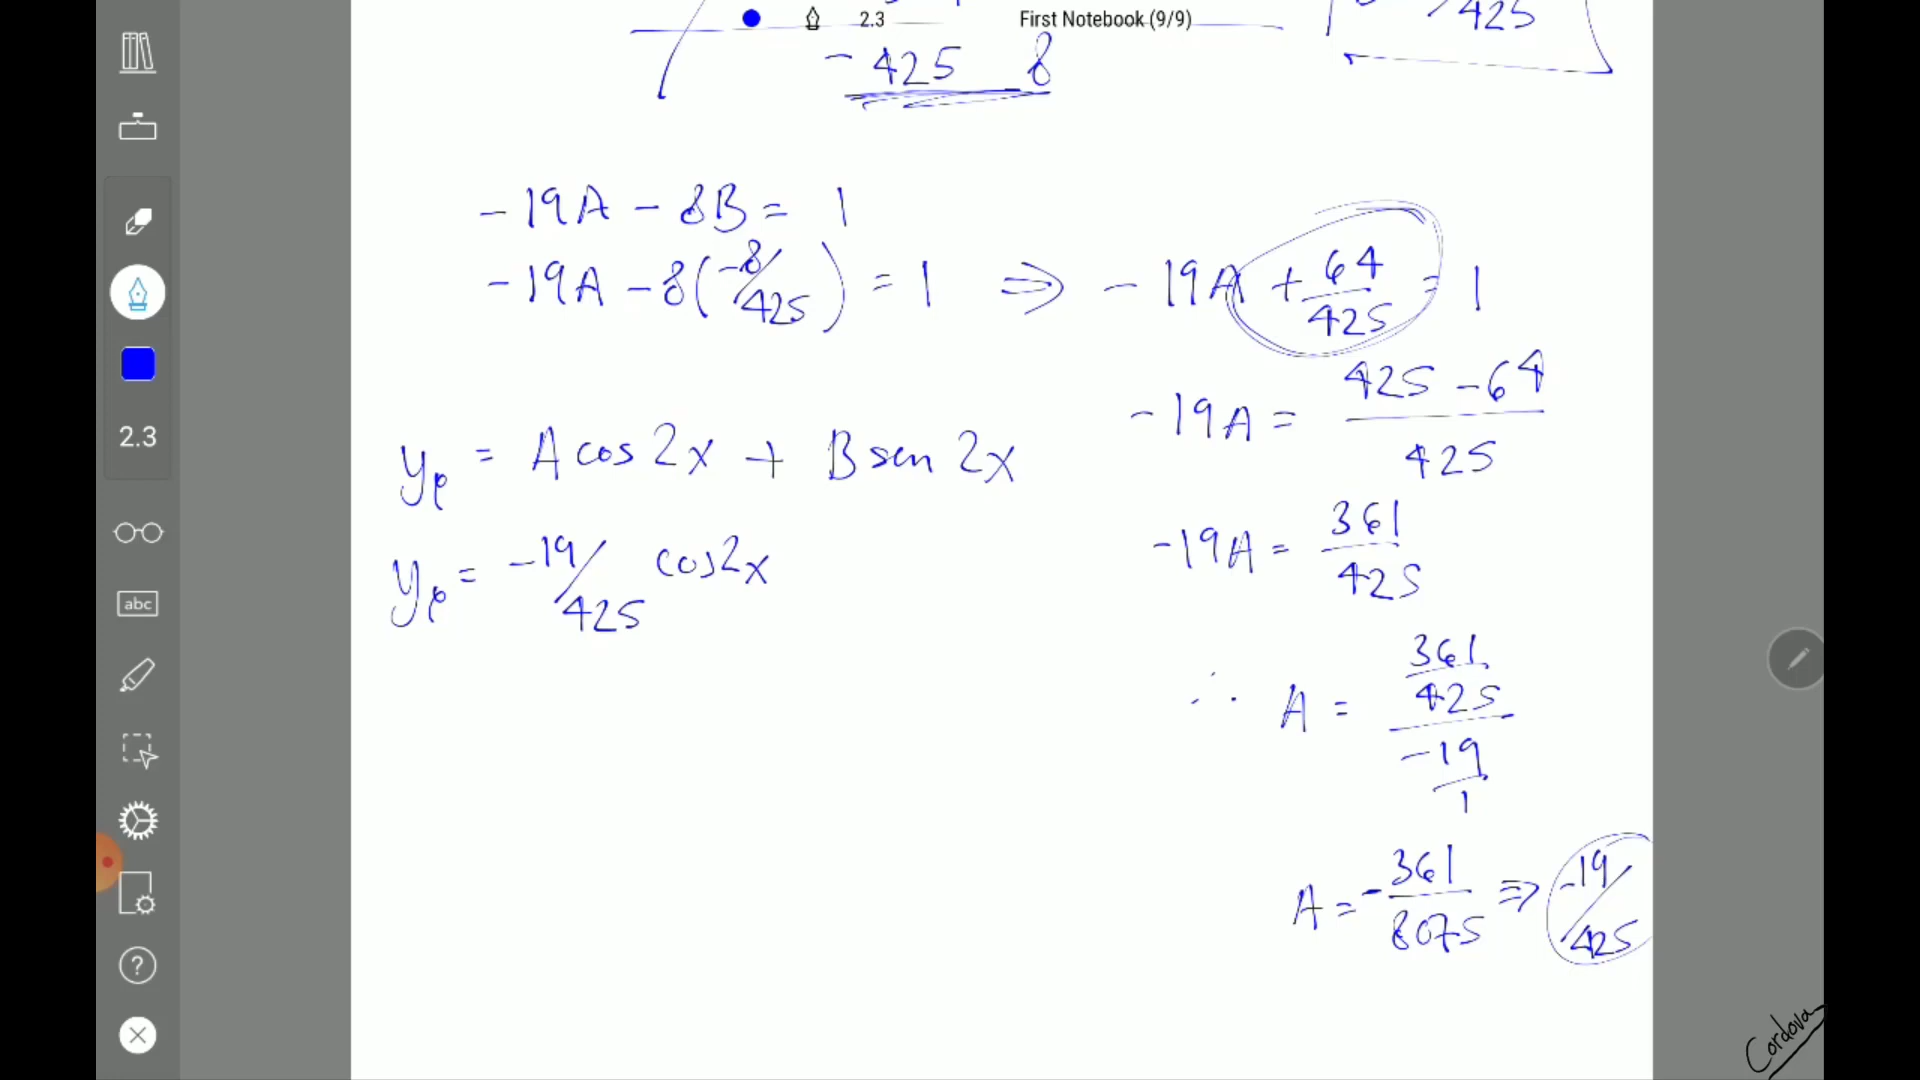 2.3 First Notebook (9/9)
425
-425 8
-19A - 8B = 1
-19A - 8(-8/425) = 1 ⇒ -19A + 64/425 = 1
-19A = 425 - 64 / 425
2.3
y_p = A cos 2x + B sen 2x
-19A = 361/425
y_p = -19/425 cos2x
abc
∴ A = 361/425 / -19/1
A = -361/8075 ⇒ -19/425
?
Cordova